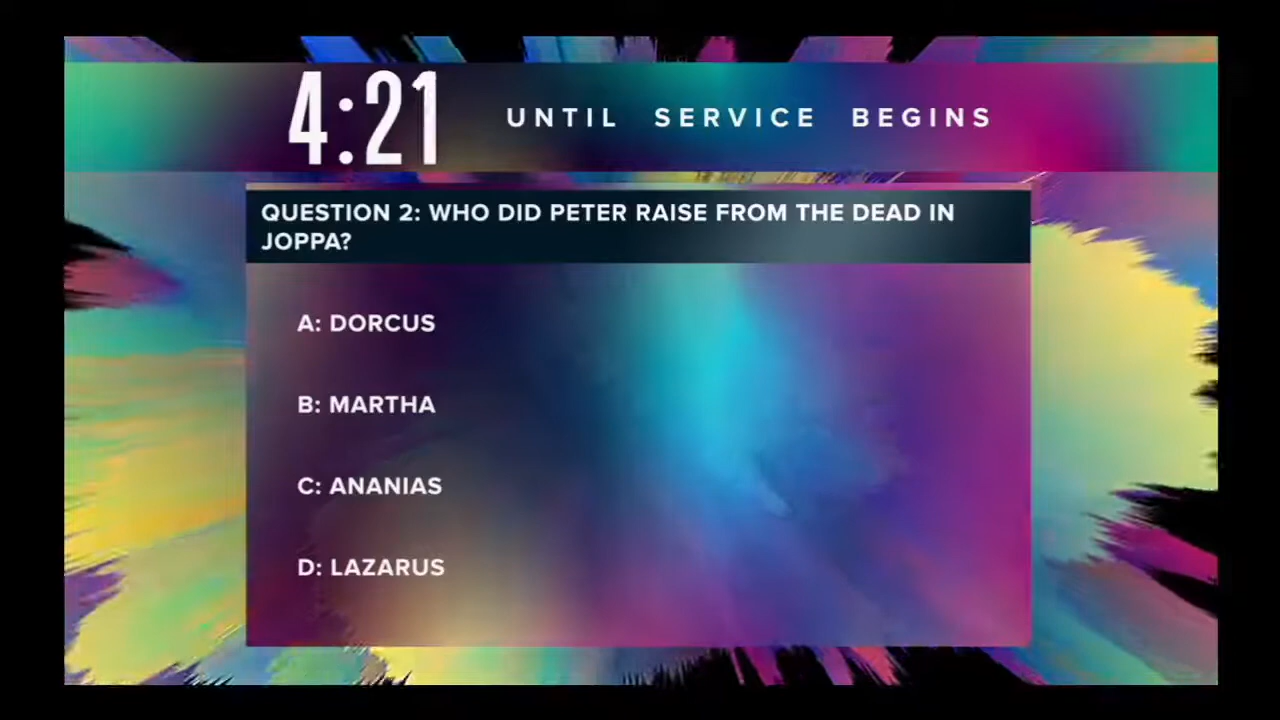 4:21 UNTIL SERVICE BEGINS
QUESTION 2: WHO DID PETER RAISE FROM THE DEAD IN
JOPPA?
A: DORCUS
B: MARTHA
C: ANANIAS
D: LAZARUS